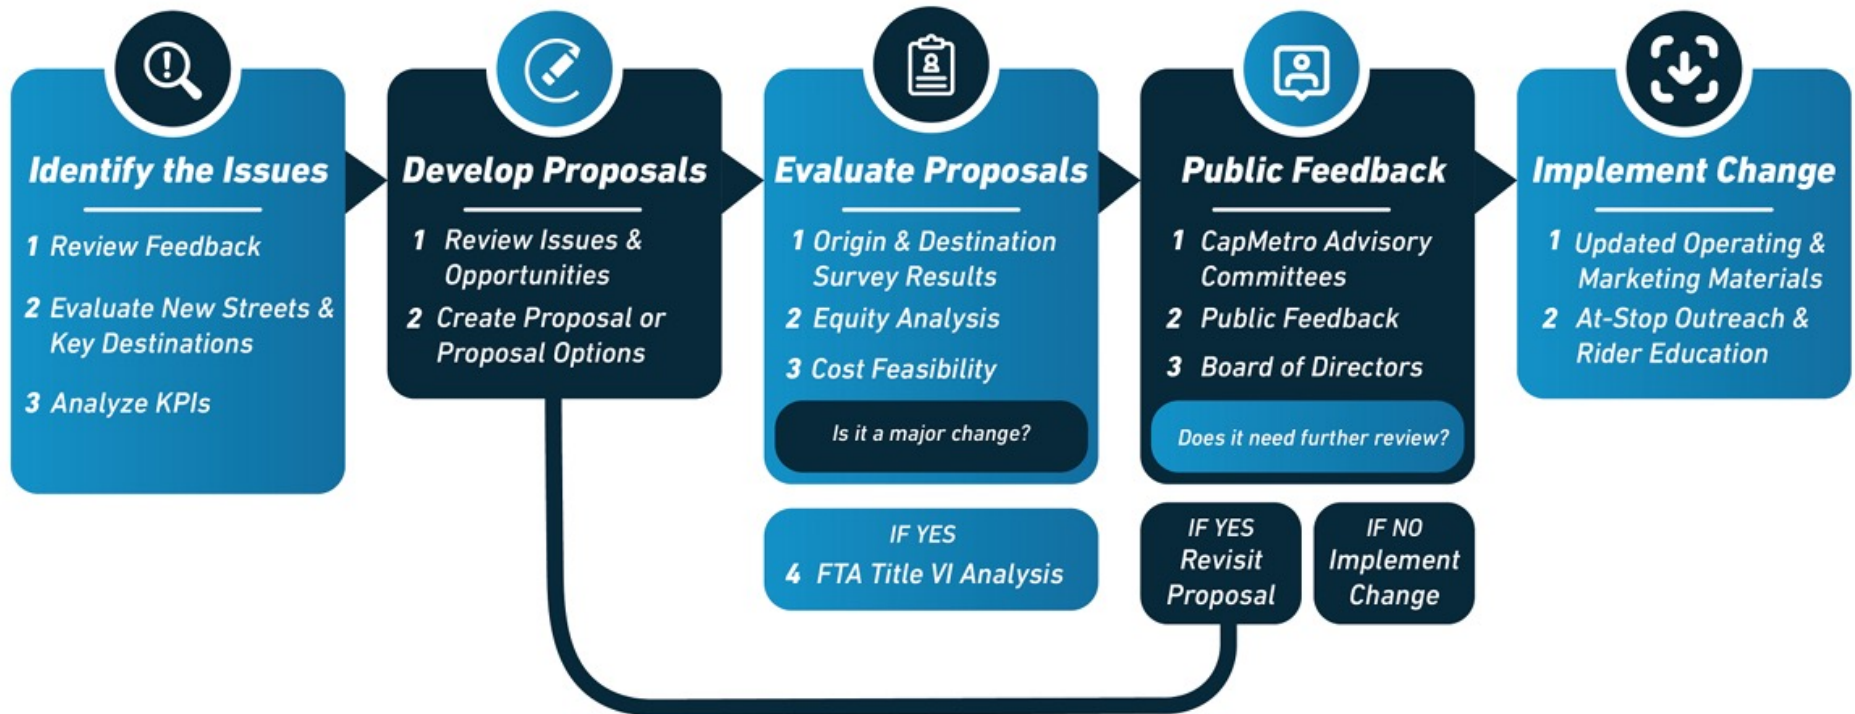 Identify the Issues
1 Review Feedback
2 Evaluate New Streets &
Key Destinations
3 Analyze KPIs
Develop Proposals
1 Review Issues &
Opportunities
2 Create Proposal or
Proposal Options
Evaluate Proposals
1 Origin & Destination
Survey Results
2 Equity Analysis
3 Cost Feasibility
Is it a major change?
IF YES
4 FTA Title VI Analysis
Public Feedback
1 CapMetro Advisory
Committees
2 Public Feedback
3 Board of Directors
Does it need further review?
IF YES
Revisit
Proposal
IF NO
Implement
Change
Implement Change
1 Updated Operating &
Marketing Materials
2 At-Stop Outreach &
Rider Education